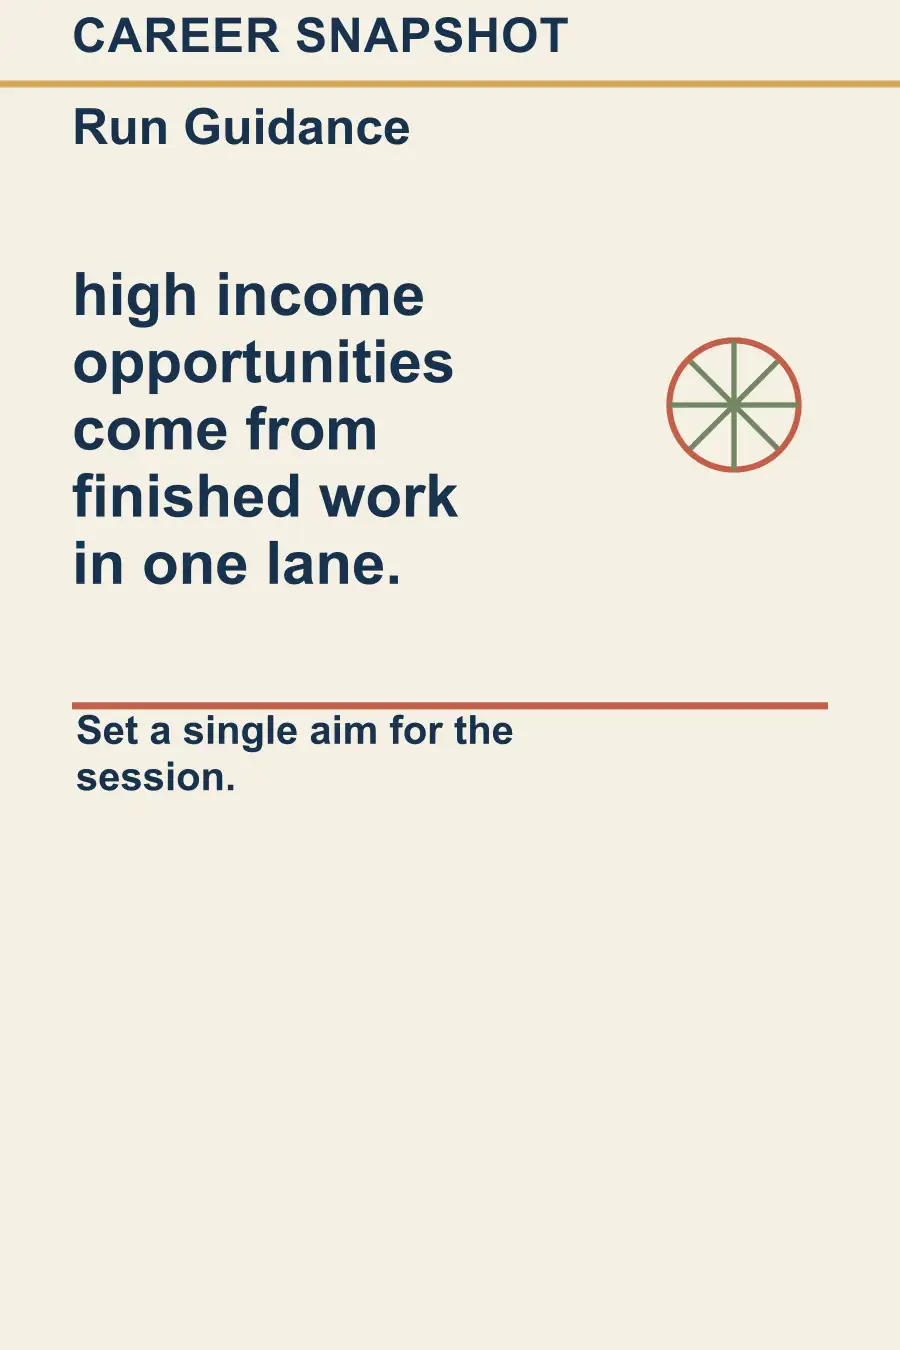 CAREER SNAPSHOT
Run Guidance
high income
opportunities
come from
finished work
in one lane.
Set a single aim for the
session.